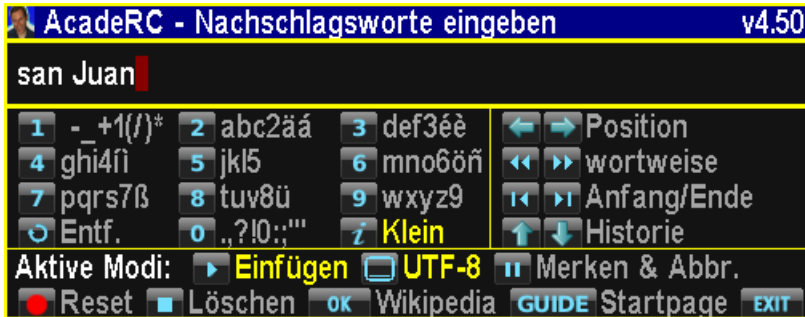 AcadeRC - Nachschlagsworte eingeben v4.50
san Juan
1 -_+1(/)* 2 abc2äá 3 def3éè Position
4 ghi4íì 5 jkl5 6 mno6öñ wortweise
7 pqrs7ß 8 tuv8ü 9 wxyz9 Anfang/Ende
Entf. 0 .,?!0:;"' i Klein Historie
Aktive Modi: Einfügen UTF-8 Merken & Abbr.
Reset Löschen OK Wikipedia GUIDE Startpage EXIT